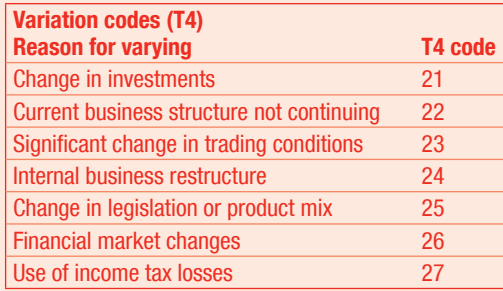 Variation codes (T4)
Reason for varying T4 code
Change in investments 21
Current business structure not continuing 22
Significant change in trading conditions 23
Internal business restructure 24
Change in legislation or product mix 25
Financial market changes 26
Use of income tax losses 27